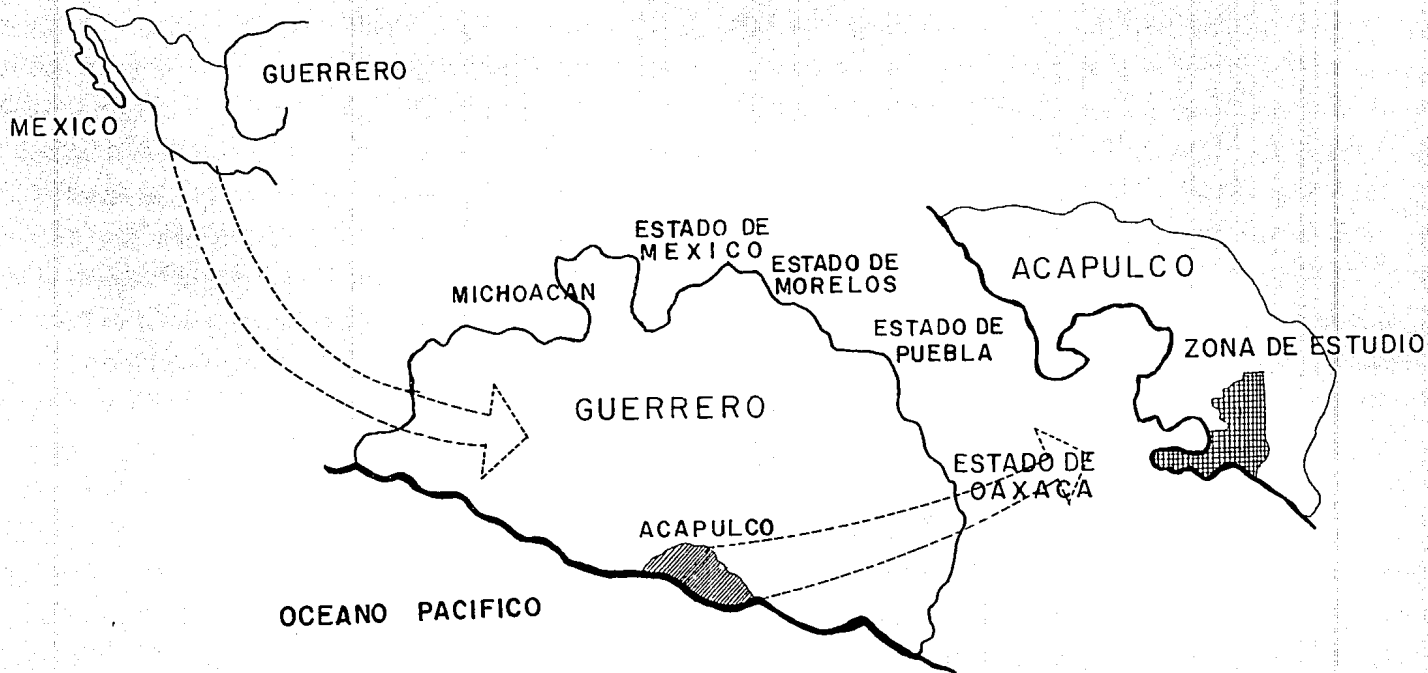 GUERRERO
MEXICO
ESTADO DE
MEXICO
ESTADO DE
MORELOS
MICHOACAN
ESTADO DE
PUEBLA
ACAPULCO
ZONA DE ESTUDIO
GUERRERO
ESTADO DE
OAXACA
ACAPULCO
OCEANO PACIFICO